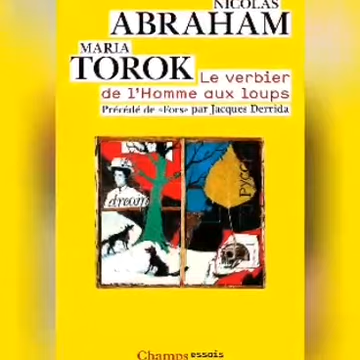 NICOLAS
ABRAHAM
MARIA
TOROK Le verbier
de l'Homme aux loups
Précédé de «Fors» par Jacques Derrida
dream
РУСС
Champs essais